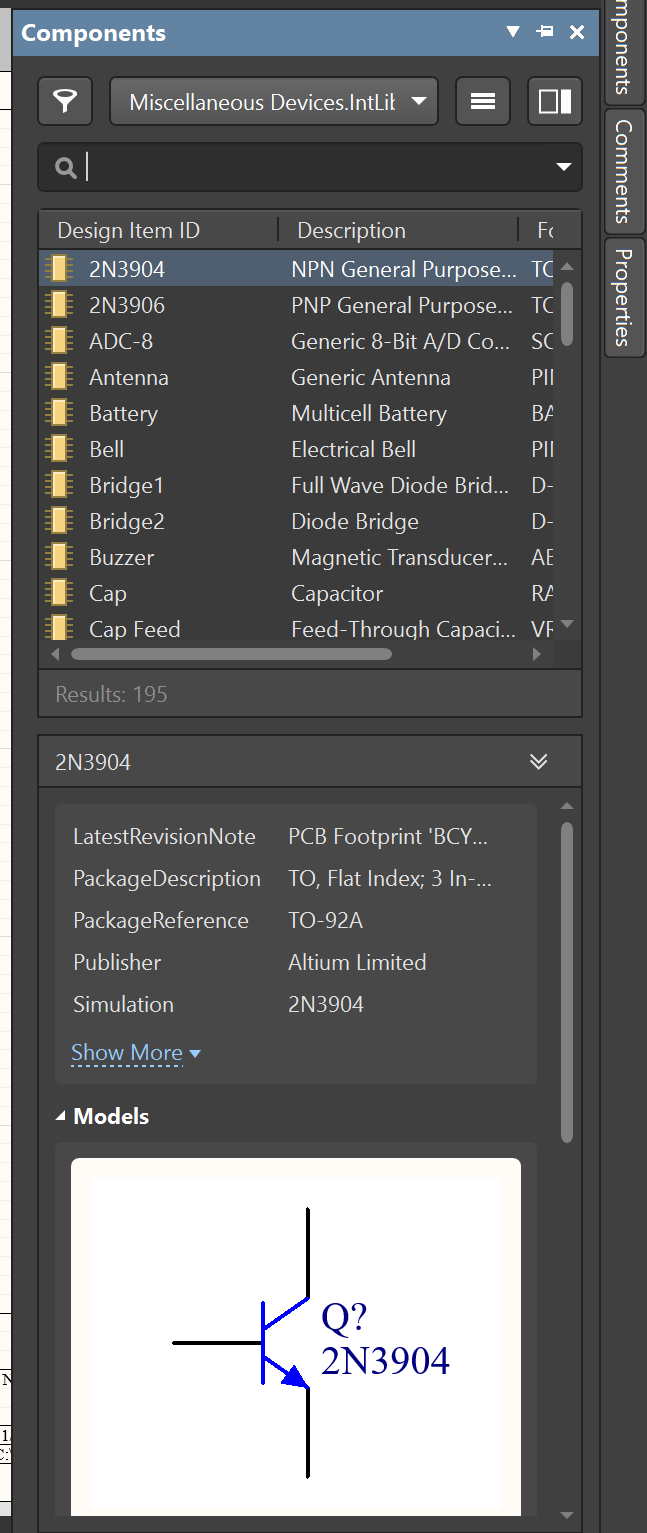 Components
Miscellaneous Devices.IntLib
Design Item ID Description
2N3904 NPN General Purpose... TO
2N3906 PNP General Purpose... TO
ADC-8 Generic 8-Bit A/D Co... SO
Antenna Generic Antenna PIN
Battery Multicell Battery BA
Bell Electrical Bell PIN
Bridge1 Full Wave Diode Brid... D-
Bridge2 Diode Bridge D-
Buzzer Magnetic Transducer... AB
Cap Capacitor RA
Cap Feed Feed-Through Capaci... VR
Results: 195
2N3904
LatestRevisionNote PCB Footprint 'BCY...
PackageDescription TO, Flat Index; 3 In-...
PackageReference TO-92A
Publisher Altium Limited
Simulation 2N3904
Show More
Models
Q?
2N3904
mponents
Comments
Properties